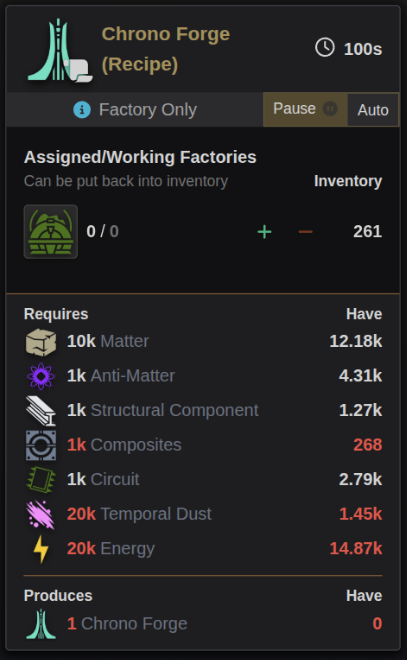 Chrono Forge
(Recipe)
100s
Factory Only
Pause
Auto
Assigned/Working Factories
Can be put back into inventory
Inventory
0 / 0
+
−
261
Requires Have
10k Matter 12.18k
1k Anti-Matter 4.31k
1k Structural Component 1.27k
1k Composites 268
1k Circuit 2.79k
20k Temporal Dust 1.45k
20k Energy 14.87k
Produces Have
1 Chrono Forge 0